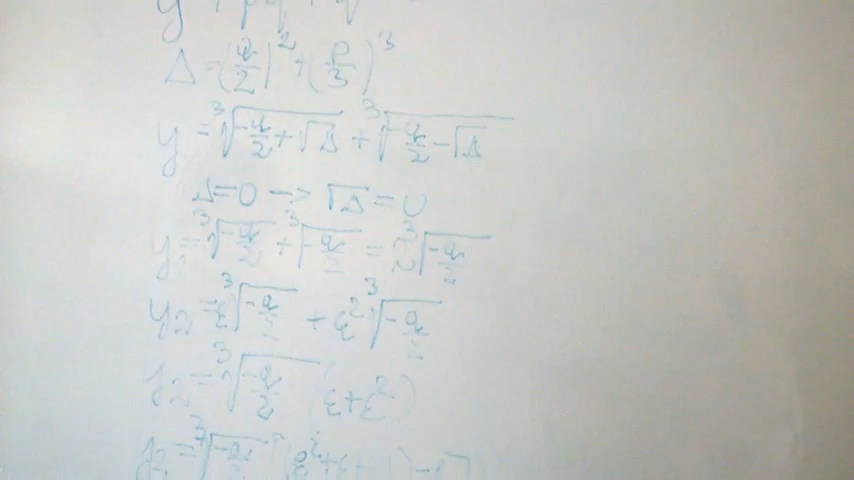 Δ = (q/2)² + (p/3)³
y = ∛(-q/2 + √Δ) + ∛(-q/2 - √Δ)
Δ = 0 -> √Δ = 0
= ∛(-q/2) + ∛(-q/2) = 2∛(-q/2)
y₂ = ε∛(-q/2) + ε²∛(-q/2)
y₂ = ∛(-q/2) (ε + ε²)